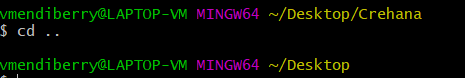 vmendiberry@LAPTOP-VM MINGW64 ~/Desktop/Crehana
$ cd ..
vmendiberry@LAPTOP-VM MINGW64 ~/Desktop